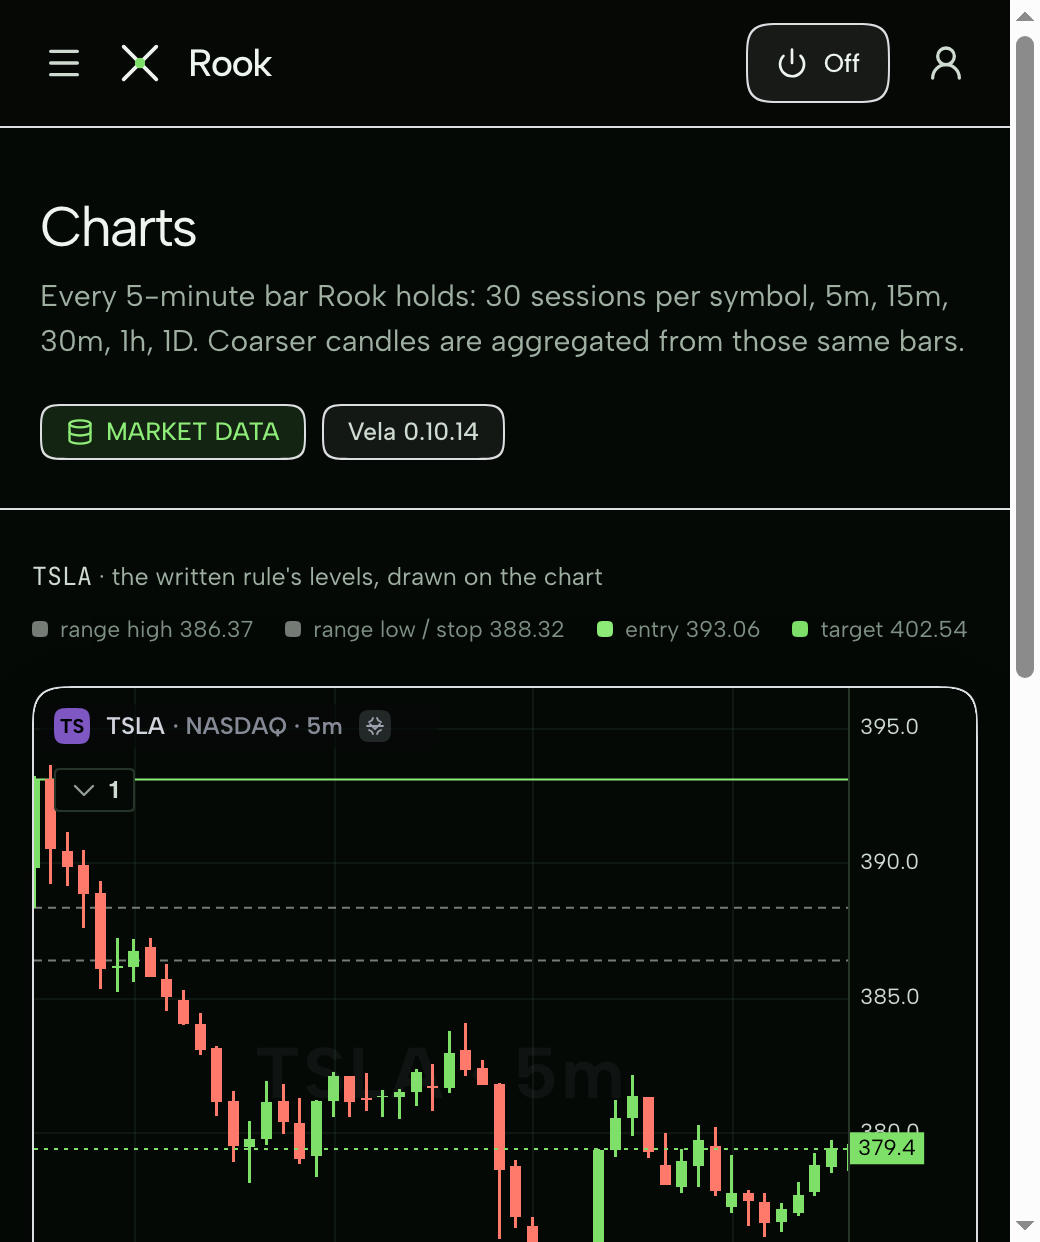 Rook
Off
Charts
Every 5-minute bar Rook holds: 30 sessions per symbol, 5m, 15m,
30m, 1h, 1D. Coarser candles are aggregated from those same bars.
MARKET DATA
Vela 0.10.14
TSLA · the written rule's levels, drawn on the chart
range high 386.37
range low / stop 388.32
entry 393.06
target 402.54
TS
TSLA · NASDAQ · 5m
1
395.0
390.0
385.0
TSLA · 5m
380.0
379.4